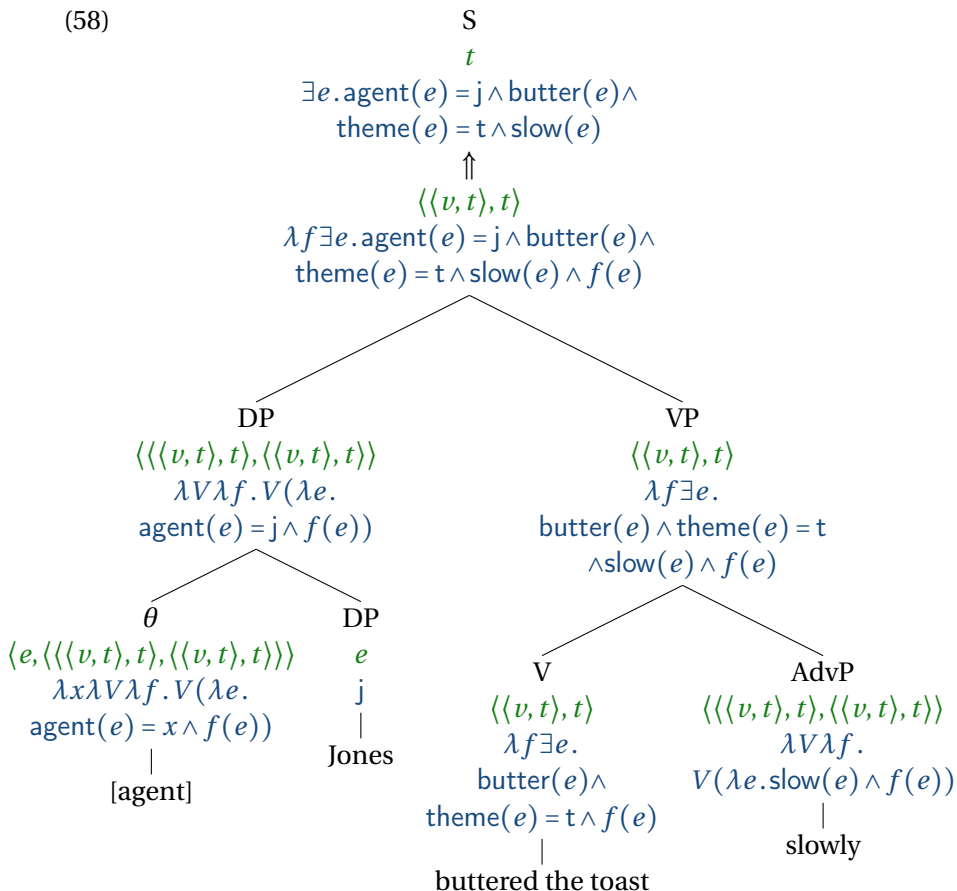 (58)
S
t
∃e.agent(e) = j ∧ butter(e)∧
theme(e) = t ∧ slow(e)
⇑
⟨⟨v, t⟩, t⟩
λf∃e.agent(e) = j ∧ butter(e)∧
theme(e) = t ∧ slow(e) ∧ f(e)
DP
⟨⟨⟨v, t⟩, t⟩, ⟨⟨v, t⟩, t⟩⟩
λVλf.V(λe.
agent(e) = j ∧ f(e))
VP
⟨⟨v, t⟩, t⟩
λf∃e.
butter(e) ∧ theme(e) = t
∧slow(e) ∧ f(e)
θ
⟨e, ⟨⟨⟨v, t⟩, t⟩, ⟨⟨v, t⟩, t⟩⟩⟩
λxλVλf.V(λe.
agent(e) = x ∧ f(e))
[agent]
DP
e
j
Jones
V
⟨⟨v, t⟩, t⟩
λf∃e.
butter(e)∧
theme(e) = t ∧ f(e)
buttered the toast
AdvP
⟨⟨⟨v, t⟩, t⟩, ⟨⟨v, t⟩, t⟩⟩
λVλf.
V(λe.slow(e) ∧ f(e))
slowly